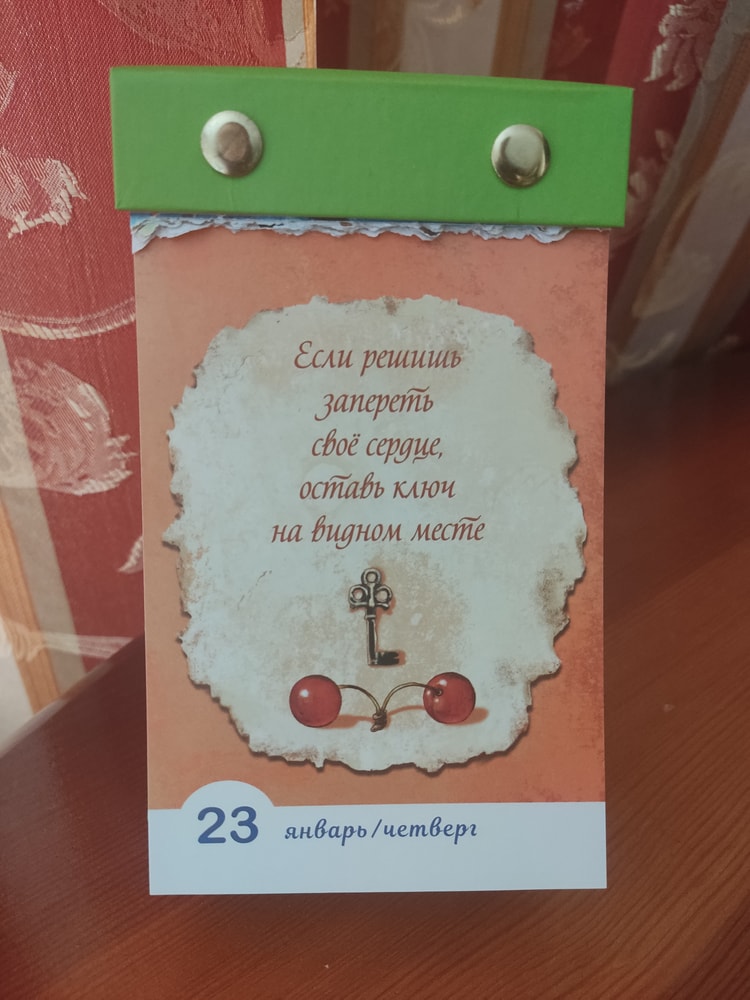 Если решишь
запереть
своё сердце,
оставь ключ
на видном месте
23 январь/четверг